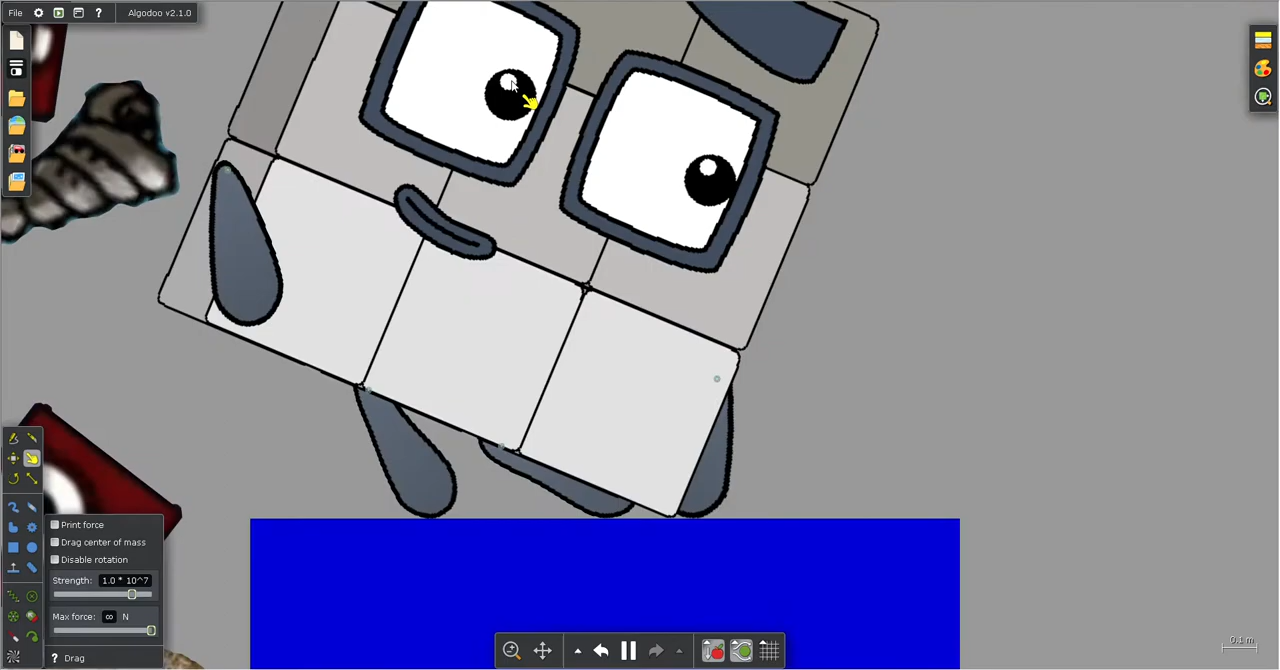 File ? Algodoo v2.1.0
Print force
Drag center of mass
Disable rotation
Strength: 1.0 * 10^7
Max force: ∞ N
? Drag
0.1 m